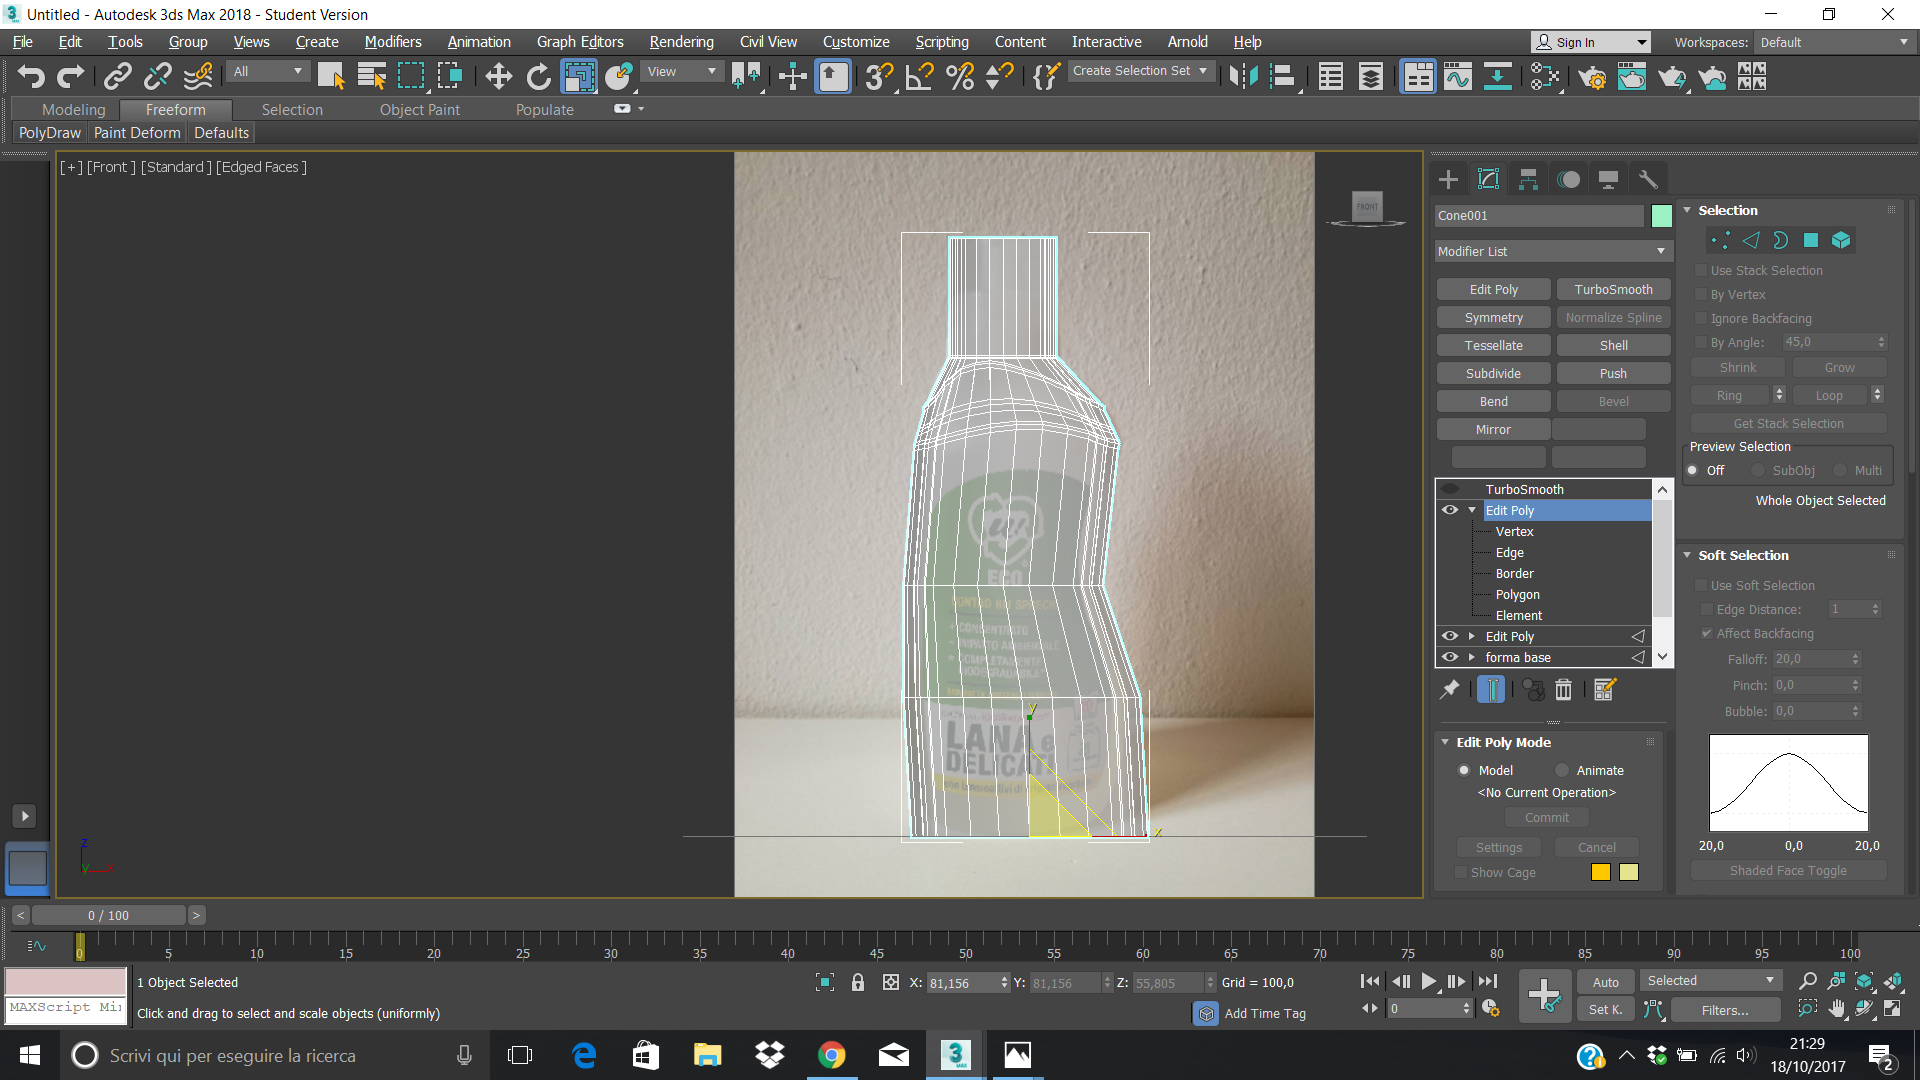 Untitled - Autodesk 3ds Max 2018 - Student Version
File Edit Tools Group Views Create Modifiers Animation Graph Editors Rendering Civil View Customize Scripting Content Interactive Arnold Help
Sign In
Workspaces: Default
All
View
Create Selection Set
Modeling Freeform Selection Object Paint Populate
PolyDraw Paint Deform Defaults
[+] [Front ] [Standard ] [Edged Faces ]
FRONT
ECO
LANA e
DELICATI
y
x
z
y
x
Cone001
Modifier List
Edit Poly TurboSmooth
Symmetry Normalize Spline
Tessellate Shell
Subdivide Push
Bend Bevel
Mirror
TurboSmooth
Edit Poly
Vertex
Edge
Border
Polygon
Element
Edit Poly
forma base
Edit Poly Mode
Model Animate
<No Current Operation>
Commit
Settings Cancel
Show Cage
Selection
Use Stack Selection
By Vertex
Ignore Backfacing
By Angle: 45,0
Shrink Grow
Ring Loop
Get Stack Selection
Preview Selection
Off SubObj Multi
Whole Object Selected
Soft Selection
Use Soft Selection
Edge Distance: 1
Affect Backfacing
Falloff: 20,0
Pinch: 0,0
Bubble: 0,0
20,0 0,0 20,0
Shaded Face Toggle
< 0 / 100 >
0 5 10 15 20 25 30 35 40 45 50 55 60 65 70 75 80 85 90 95 100
1 Object Selected
X: 81,156 Y: 81,156 Z: 55,805 Grid = 100,0
Auto Selected
MAXScript Mi
Click and drag to select and scale objects (uniformly)
Add Time Tag
0
Set K. Filters...
Scrivi qui per eseguire la ricerca
3
MAX
21:29
18/10/2017
2